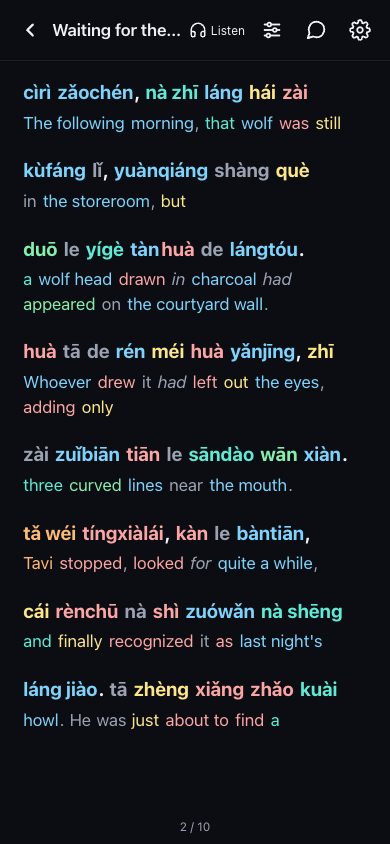 Waiting for the... Listen
cìrì zǎochén, nà zhī láng hái zài
The following morning, that wolf was still
kùfáng lǐ, yuànqiáng shàng què
in the storeroom, but
duō le yígè tàn huà de lángtóu.
a wolf head drawn in charcoal had
appeared on the courtyard wall.
huà tā de rén méi huà yǎnjīng, zhī
Whoever drew it had left out the eyes,
adding only
zài zuǐbiān tiān le sāndào wān xiàn.
three curved lines near the mouth.
tǎ wéi tíngxiàlái, kàn le bàntiān,
Tavi stopped, looked for quite a while,
cái rènchū nà shì zuówǎn nà shēng
and finally recognized it as last night's
láng jiào. tā zhèng xiǎng zhǎo kuài
howl. He was just about to find a
2 / 10